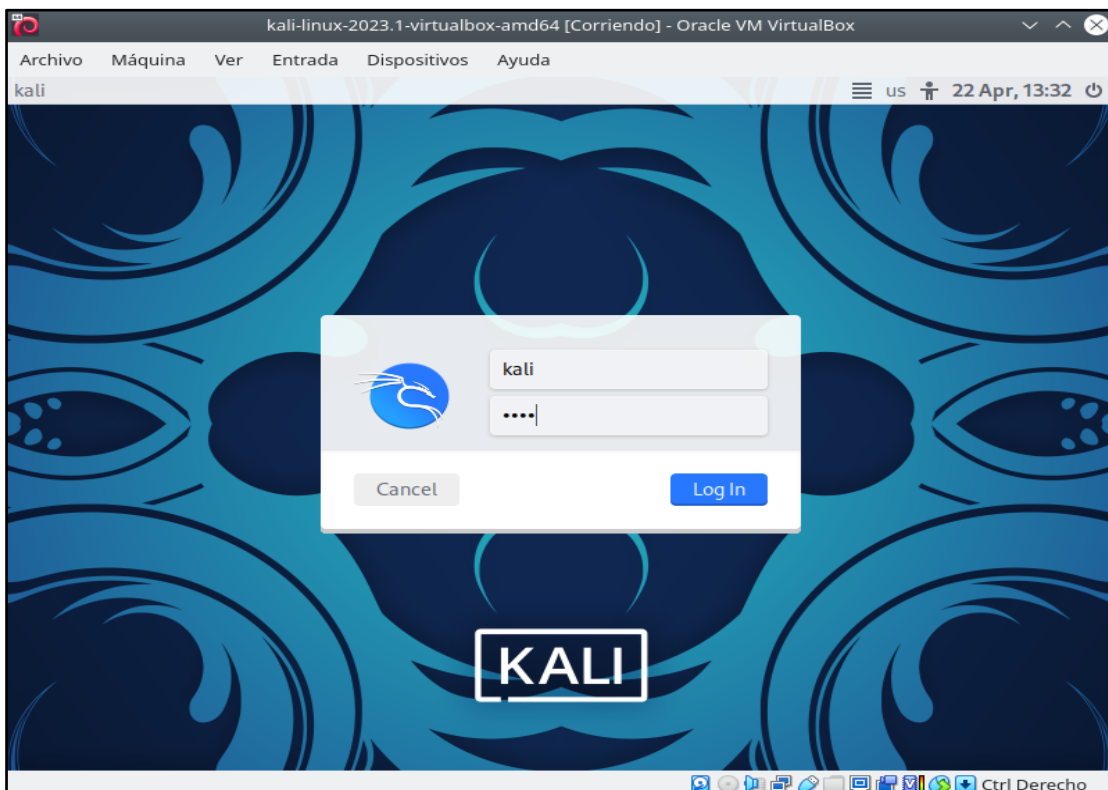 kali-linux-2023.1-virtualbox-amd64 [Corriendo] - Oracle VM VirtualBox
Archivo Máquina Ver Entrada Dispositivos Ayuda
kali us 22 Apr, 13:32
kali
••••
Cancel Log In
KALI
Ctrl Derecho